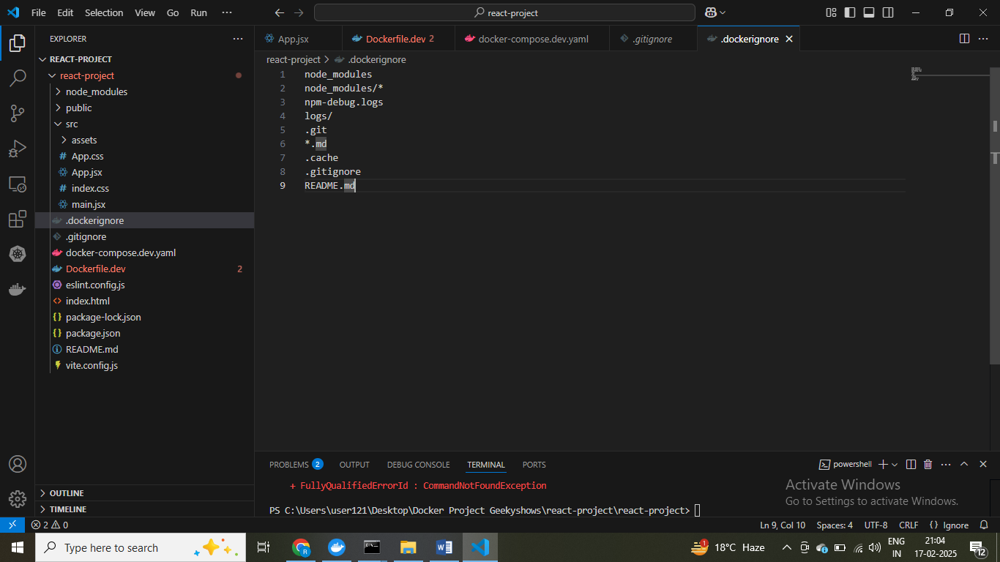 File Edit Selection View Go Run ···
react-project
EXPLORER ···
REACT-PROJECT
react-project
node_modules
public
src
assets
# App.css
App.jsx
# index.css
main.jsx
.dockerignore
.gitignore
docker-compose.dev.yaml
Dockerfile.dev 2
eslint.config.js
<> index.html
{} package-lock.json
{} package.json
README.md
vite.config.js
OUTLINE
TIMELINE
App.jsx Dockerfile.dev 2 docker-compose.dev.yaml .gitignore .dockerignore ···
react-project > .dockerignore
1 node_modules
2 node_modules/*
3 npm-debug.logs
4 logs/
5 .git
6 *.md
7 .cache
8 .gitignore
9 README.md
PROBLEMS 2 OUTPUT DEBUG CONSOLE TERMINAL PORTS powershell ···
+ FullyQualifiedErrorId : CommandNotFoundException
PS C:\Users\user121\Desktop\Docker Project Geekyshows\react-project\react-project>
Activate Windows
Go to Settings to activate Windows.
2 0 Ln 9, Col 10 Spaces: 4 UTF-8 CRLF {} Ignore
Type here to search 1 18°C Haze ENG IN 21:04 17-02-2025 12